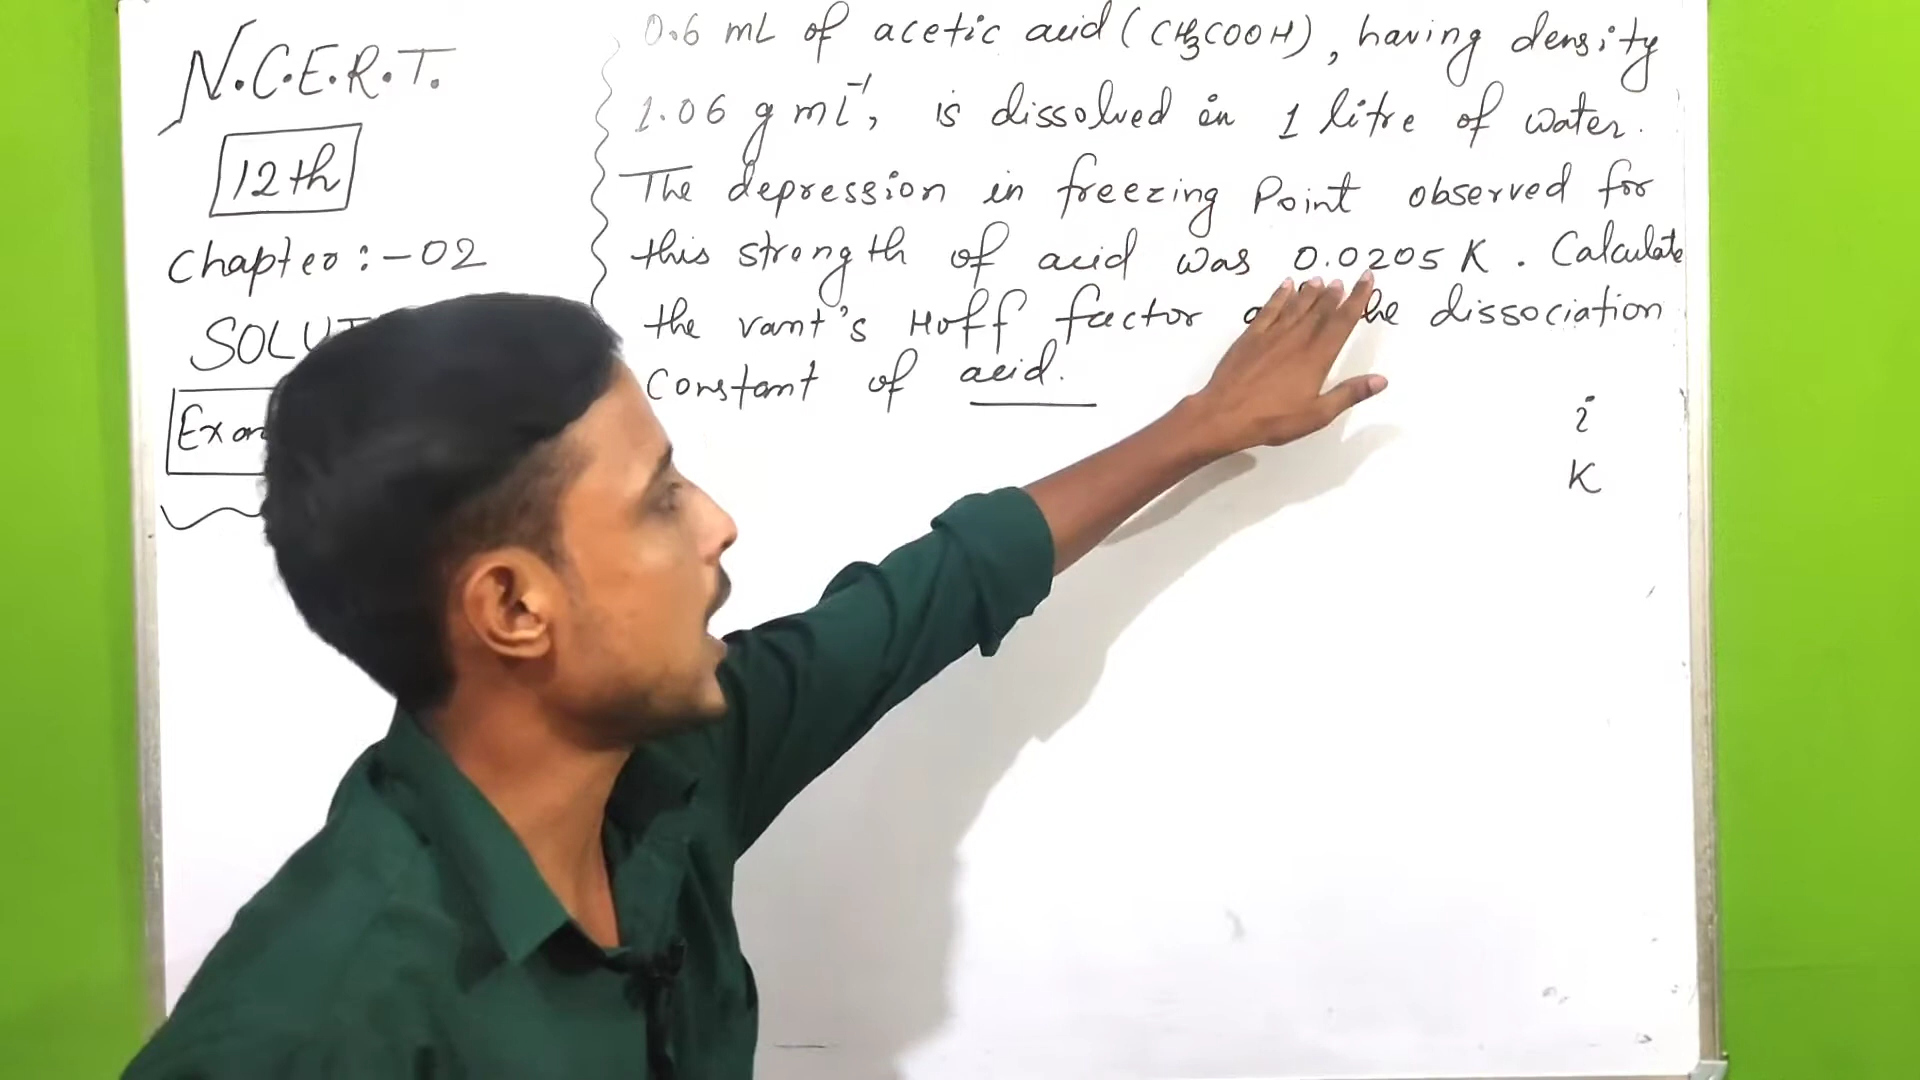 N.C.E.R.T.
12th
Chapter :- 02
0.6 mL of acetic acid (CH3COOH), having density
1.06 g mL⁻¹, is dissolved in 1 litre of water.
The depression in freezing Point observed for
this strength of acid was 0.0205 K. Calculate
the vant's Hoff factor the dissociation
Constant of acid.
i
K